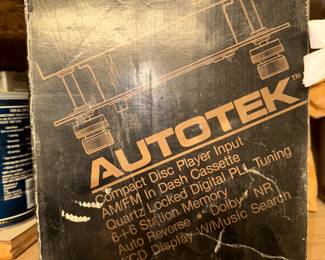 AUTOTEK™
Compact Disc Player Input
AM/FM In Dash Cassette
Quartz Locked Digital PLL Tuning
6+6 Station Memory
Auto Reverse • Dolby® NR
LCD Display W/Music Search